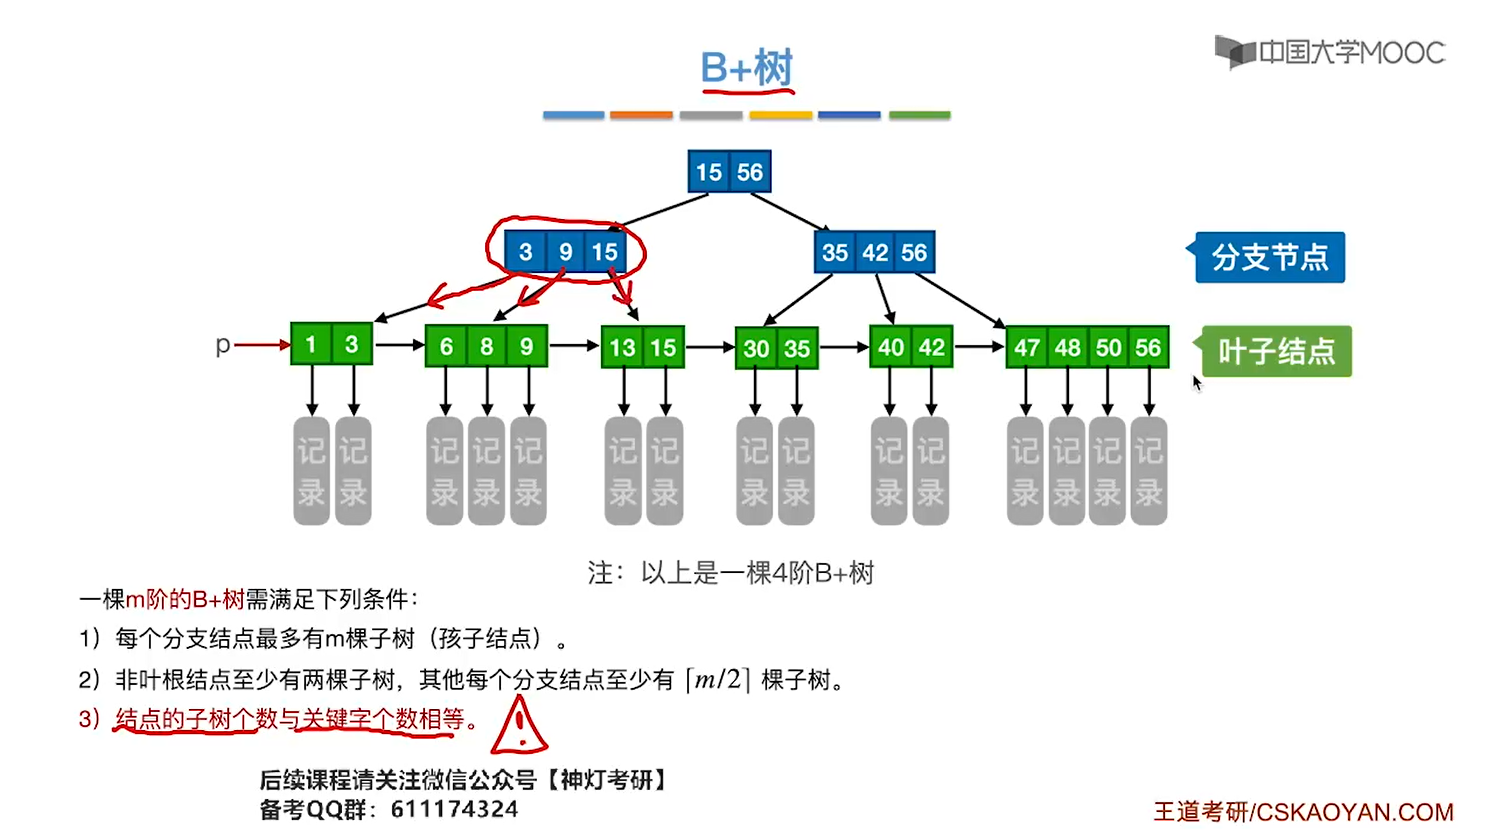 中国大学MOOC
B+树
15 56
3 9 15
35 42 56
分支节点
p
1 3
6 8 9
13 15
30 35
40 42
47 48 50 56
叶子结点
记录 记录 记录 记录 记录 记录 记录 记录 记录 记录 记录 记录 记录 记录 记录
注：以上是一棵4阶B+树
一棵m阶的B+树需满足下列条件：
1）每个分支结点最多有m棵子树（孩子结点）。
2）非叶根结点至少有两棵子树，其他每个分支结点至少有 ⌈m/2⌉ 棵子树。
3）结点的子树个数与关键字个数相等。
后续课程请关注微信公众号【神灯考研】
备考QQ群：611174324
王道考研/CSKAOYAN.COM